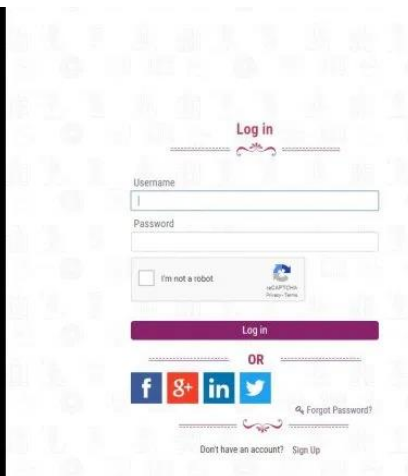 Log in
Username
Password
I'm not a robot
reCAPTCHA
Privacy - Terms
Log in
OR
f 8+ in
Forgot Password?
Don't have an account? Sign Up